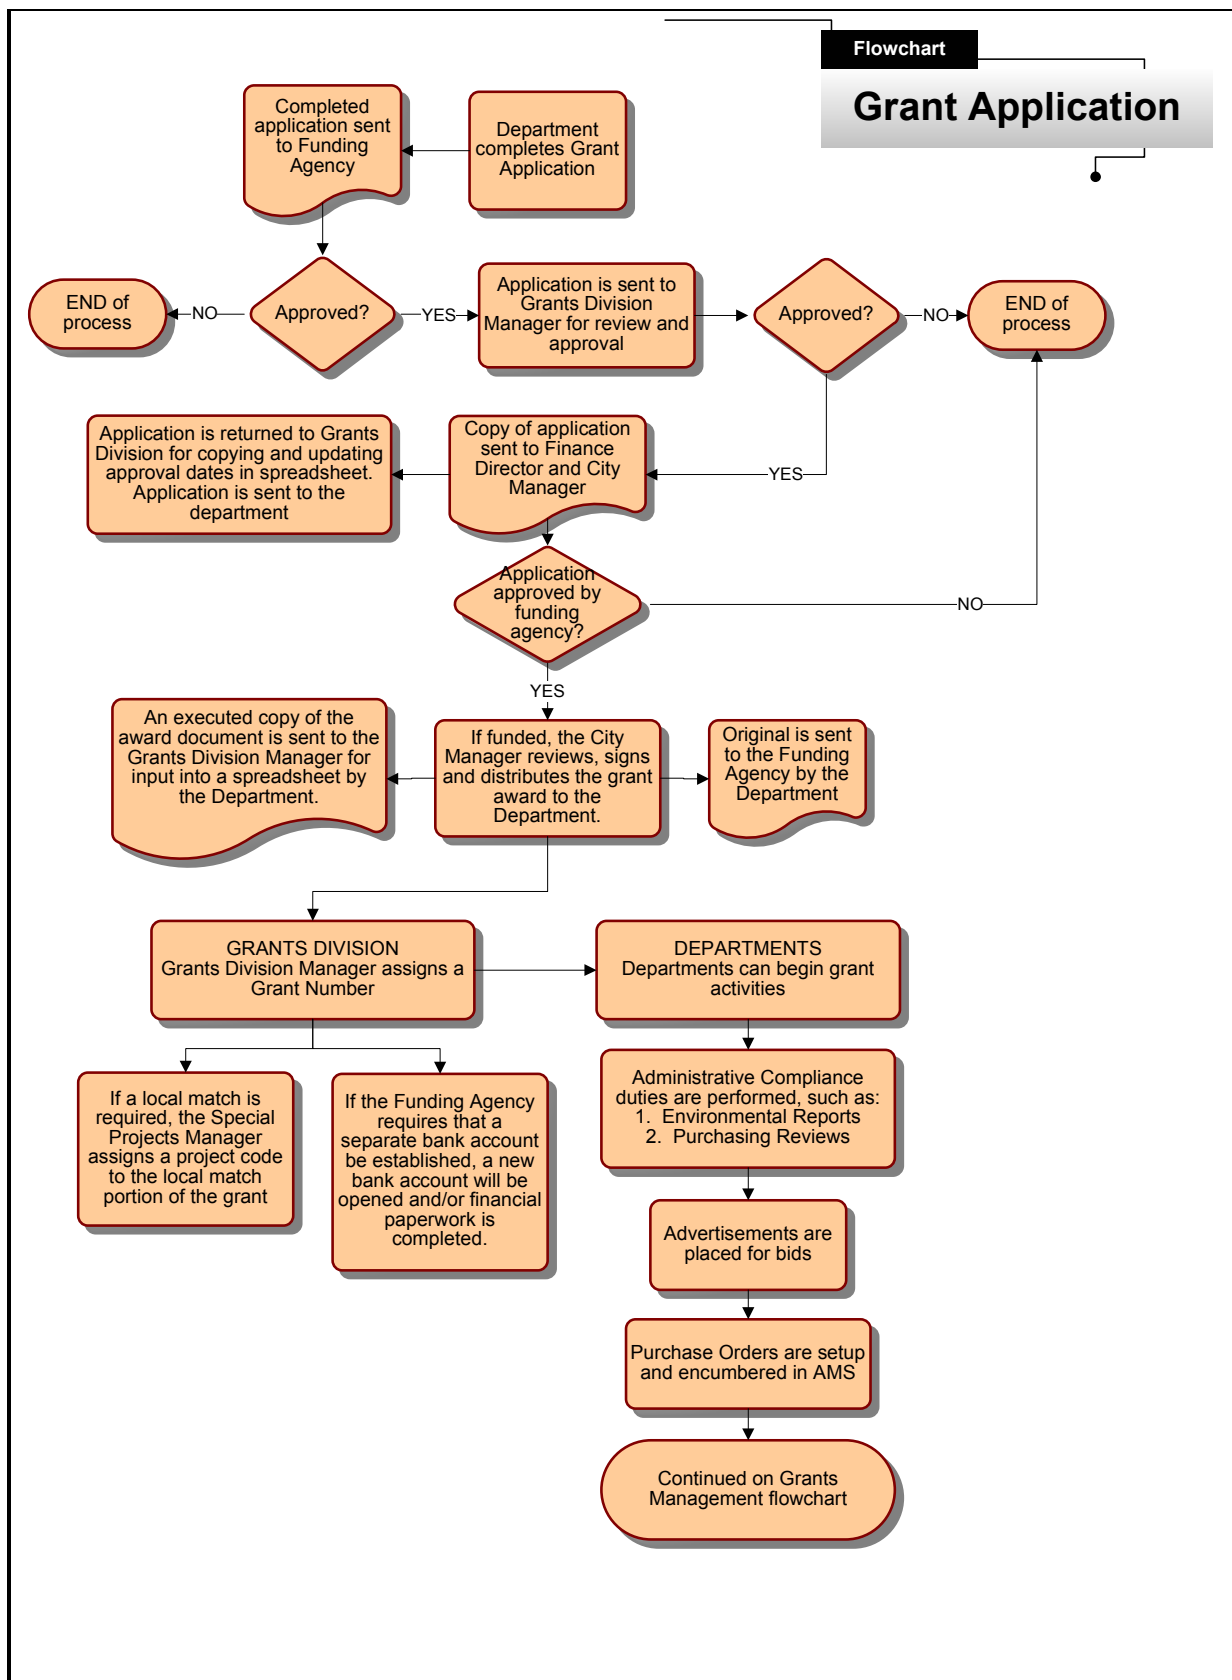 Flowchart
Grant Application
Completed
application sent
to Funding
Agency
Department
completes Grant
Application
END of
process
NO
Approved?
YES
Application is sent to
Grants Division
Manager for review and
approval
Approved?
NO
END of
process
Application is returned to Grants
Division for copying and updating
approval dates in spreadsheet.
Application is sent to the
department
Copy of application
sent to Finance
Director and City
Manager
YES
Application
approved by
funding
agency?
NO
YES
An executed copy of the
award document is sent to the
Grants Division Manager for
input into a spreadsheet by
the Department.
If funded, the City
Manager reviews, signs
and distributes the grant
award to the
Department.
Original is sent
to the Funding
Agency by the
Department
GRANTS DIVISION
Grants Division Manager assigns a
Grant Number
DEPARTMENTS
Departments can begin grant
activities
If a local match is
required, the Special
Projects Manager
assigns a project code
to the local match
portion of the grant
If the Funding Agency
requires that a
separate bank account
be established, a new
bank account will be
opened and/or financial
paperwork is
completed.
Administrative Compliance
duties are performed, such as:
1. Environmental Reports
2. Purchasing Reviews
Advertisements are
placed for bids
Purchase Orders are setup
and encumbered in AMS
Continued on Grants
Management flowchart